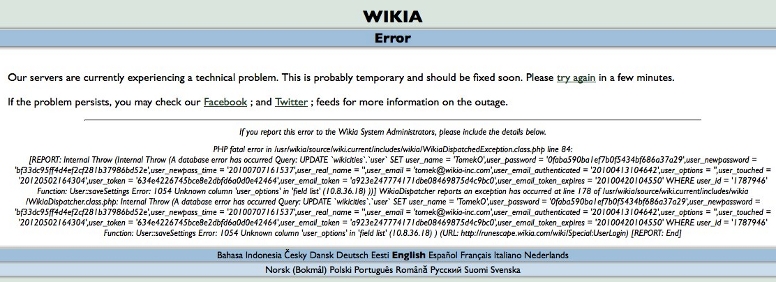 WIKIA
Error
Our servers are currently experiencing a technical problem. This is probably temporary and should be fixed soon. Please try again in a few minutes.
If the problem persists, you may check our Facebook ; and Twitter ; feeds for more information on the outage.
If you report this error to the Wikia System Administrators, please include the details below.
PHP fatal error in /usr/wikia/source/wiki.current/includes/wikia/WikiaDispatchedException.class.php line 84:
[REPORT: Internal Throw (Internal Throw (A database error has occurred Query: UPDATE `wikicities`.`user` SET user_name = 'TomekO',user_password = '0faba590ba1ef7b0f5434bf686a37a29',user_newpassword =
'bf33dc95ff4d4ef2cf281b37986bd52e',user_newpass_time = '20100707161537',user_real_name = '',user_email = 'tomek@wikia-inc.com',user_email_authenticated = '20100413104642',user_options = '',user_touched =
'20120502164304',user_token = '634e4226745bce8e2dbfd6a0d0e42464',user_email_token = 'a923e247774171dbe08469875d4c9bc0',user_email_token_expires = '20100420104550' WHERE user_id = '1787946'
Function: User::saveSettings Error: 1054 Unknown column 'user_options' in 'field list' (10.8.36.18) ))] WikiaDispatcher reports an exception has occurred at line 178 of /usr/wikia/source/wiki.current/includes/wikia
/WikiaDispatcher.class.php: Internal Throw (A database error has occurred Query: UPDATE `wikicities`.`user` SET user_name = 'TomekO',user_password = '0faba590ba1ef7b0f5434bf686a37a29',user_newpassword =
'bf33dc95ff4d4ef2cf281b37986bd52e',user_newpass_time = '20100707161537',user_real_name = '',user_email = 'tomek@wikia-inc.com',user_email_authenticated = '20100413104642',user_options = '',user_touched =
'20120502164304',user_token = '634e4226745bce8e2dbfd6a0d0e42464',user_email_token = 'a923e247774171dbe08469875d4c9bc0',user_email_token_expires = '20100420104550' WHERE user_id = '1787946'
Function: User::saveSettings Error: 1054 Unknown column 'user_options' in 'field list' (10.8.36.18) ) (URL: http://runescape.wikia.com/wiki/Special:UserLogin) [REPORT: End]
Bahasa Indonesia Česky Dansk Deutsch Eesti English Español Français Italiano Nederlands
Norsk (Bokmål) Polski Português Română Русский Suomi Svenska